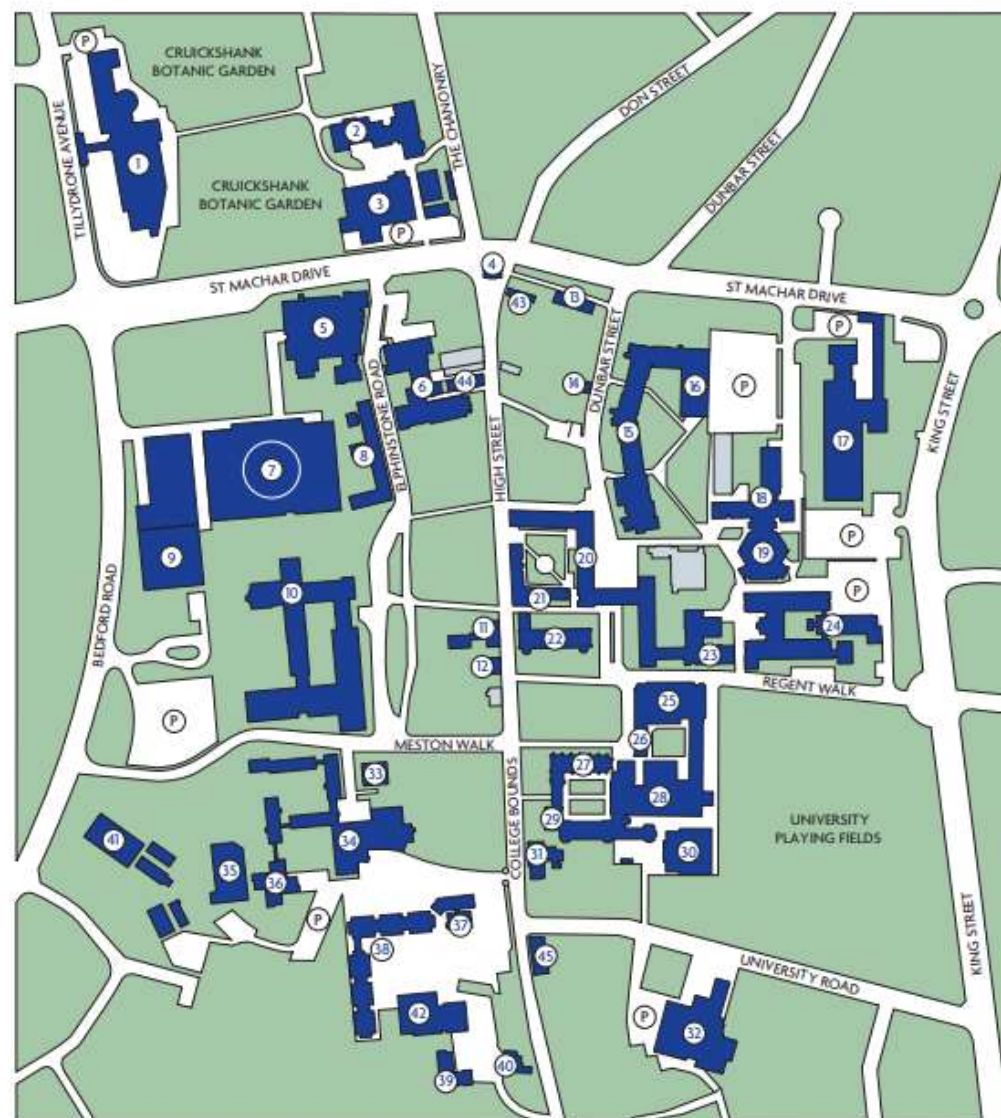 P
CRUICKSHANK
BOTANIC GARDEN
TILLYDRONE AVENUE
1
2
THE CHANONRY
DON STREET
DUNBAR STREET
CRUICKSHANK
BOTANIC GARDEN
3
P
4
ST MACHAR DRIVE
ST MACHAR DRIVE
43
13
5
P
ELPHINSTONE ROAD
6
44
HIGH STREET
14
DUNBAR STREET
15
16
P
17
KING STREET
7
8
18
9
19
P
20
10
21
P
BEDFORD ROAD
11
22
24
12
23
REGENT WALK
25
P
MESTON WALK
26
33
27
COLLEGE BOUNDS
28
UNIVERSITY
PLAYING FIELDS
29
41
34
35
31
30
36
P
37
38
45
UNIVERSITY ROAD
KING STREET
42
P
32
39
40